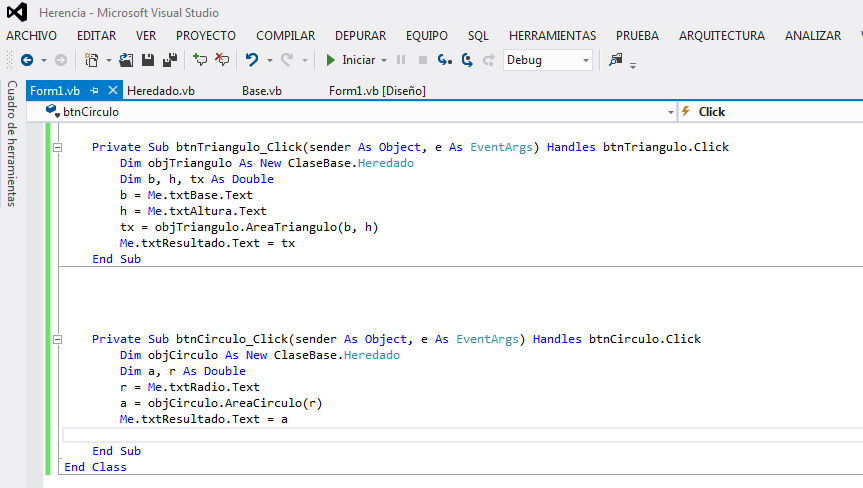 Herencia - Microsoft Visual Studio
ARCHIVO EDITAR VER PROYECTO COMPILAR DEPURAR EQUIPO SQL HERRAMIENTAS PRUEBA ARQUITECTURA ANALIZAR V
Iniciar Debug
Form1.vb Heredado.vb Base.vb Form1.vb [Diseño]
Cuadro de herramientas
btnCirculo Click
Private Sub btnTriangulo_Click(sender As Object, e As EventArgs) Handles btnTriangulo.Click
Dim objTriangulo As New ClaseBase.Heredado
Dim b, h, tx As Double
b = Me.txtBase.Text
h = Me.txtAltura.Text
tx = objTriangulo.AreaTriangulo(b, h)
Me.txtResultado.Text = tx
End Sub
Private Sub btnCirculo_Click(sender As Object, e As EventArgs) Handles btnCirculo.Click
Dim objCirculo As New ClaseBase.Heredado
Dim a, r As Double
r = Me.txtRadio.Text
a = objCirculo.AreaCirculo(r)
Me.txtResultado.Text = a
End Sub
End Class